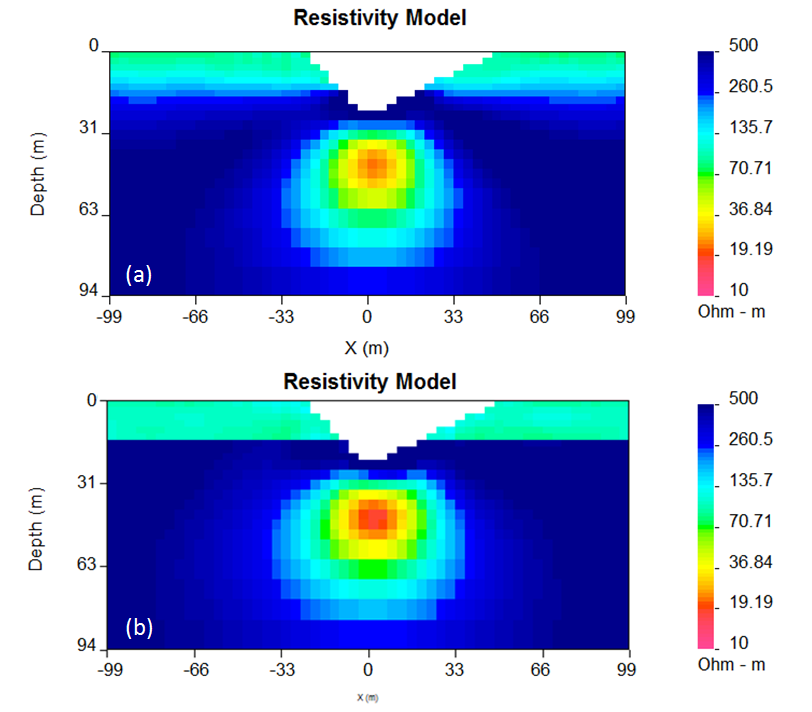 Resistivity Model
0
31
63
94
Depth (m)
(a)
-99 -66 -33 0 33 66 99
X (m)
500
260.5
135.7
70.71
36.84
19.19
10
Ohm - m
Resistivity Model
0
31
63
94
Depth (m)
(b)
-99 -66 -33 0 33 66 99
X (m)
500
260.5
135.7
70.71
36.84
19.19
10
Ohm - m